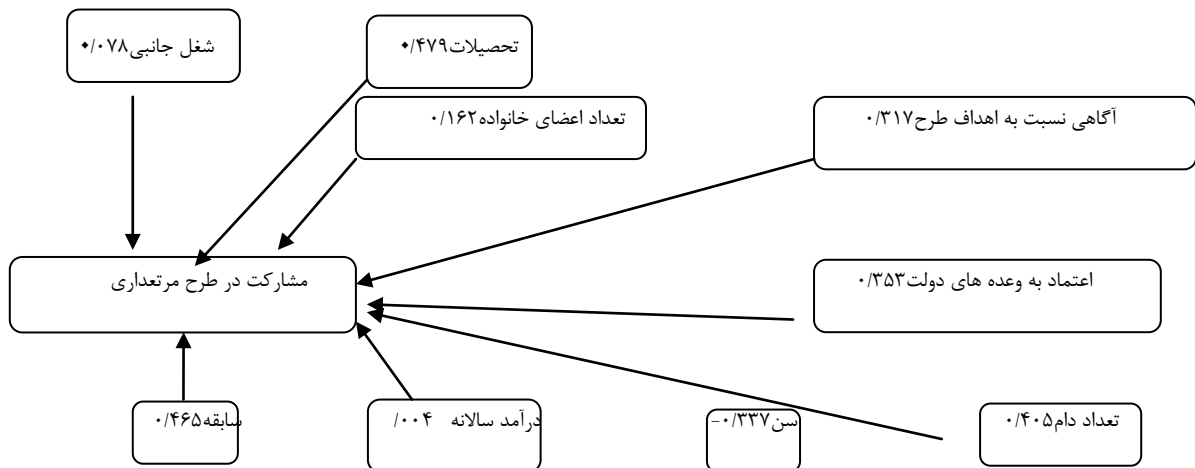 شغل جانبی۰/۰۷۸
تحصیلات۰/۴۷۹
تعداد اعضای خانواده۰/۱۶۲
آگاهی نسبت به اهداف طرح۰/۳۱۷
مشارکت در طرح مرتعداری
اعتماد به وعده های دولت۰/۳۵۳
سابقه۰/۴۶۵
درآمد سالانه /۰۰۴
سن۰/۳۳۷-
تعداد دام۰/۴۰۵